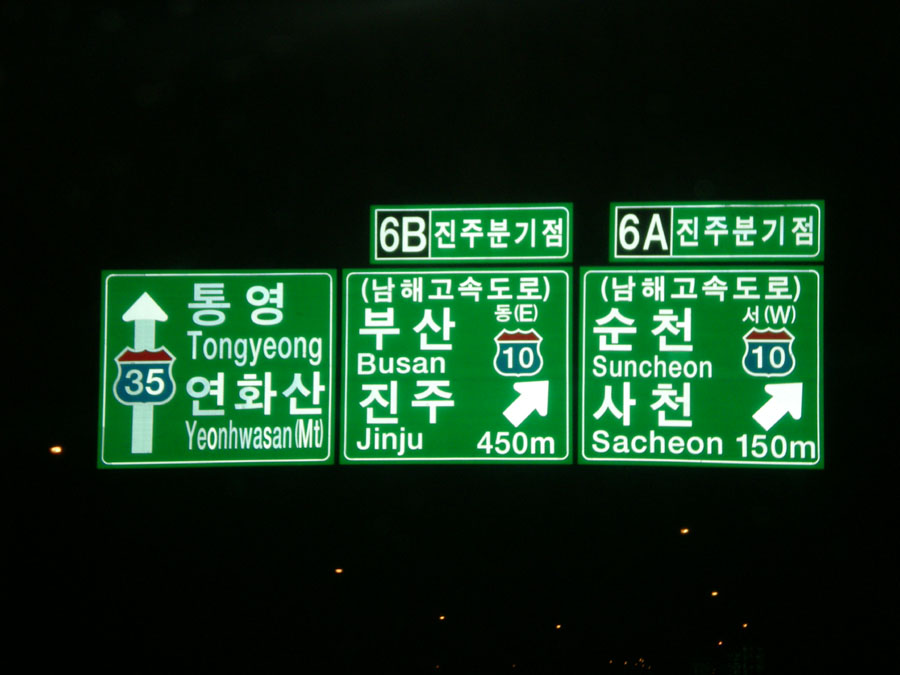 통영
Tongyeong
35
연화산
Yeonhwasan(Mt)
6B 진주분기점
(남해고속도로)
부산 동(E)
Busan 10
진주
Jinju 450m
6A 진주분기점
(남해고속도로)
순천 서(W)
Suncheon 10
사천
Sacheon 150m